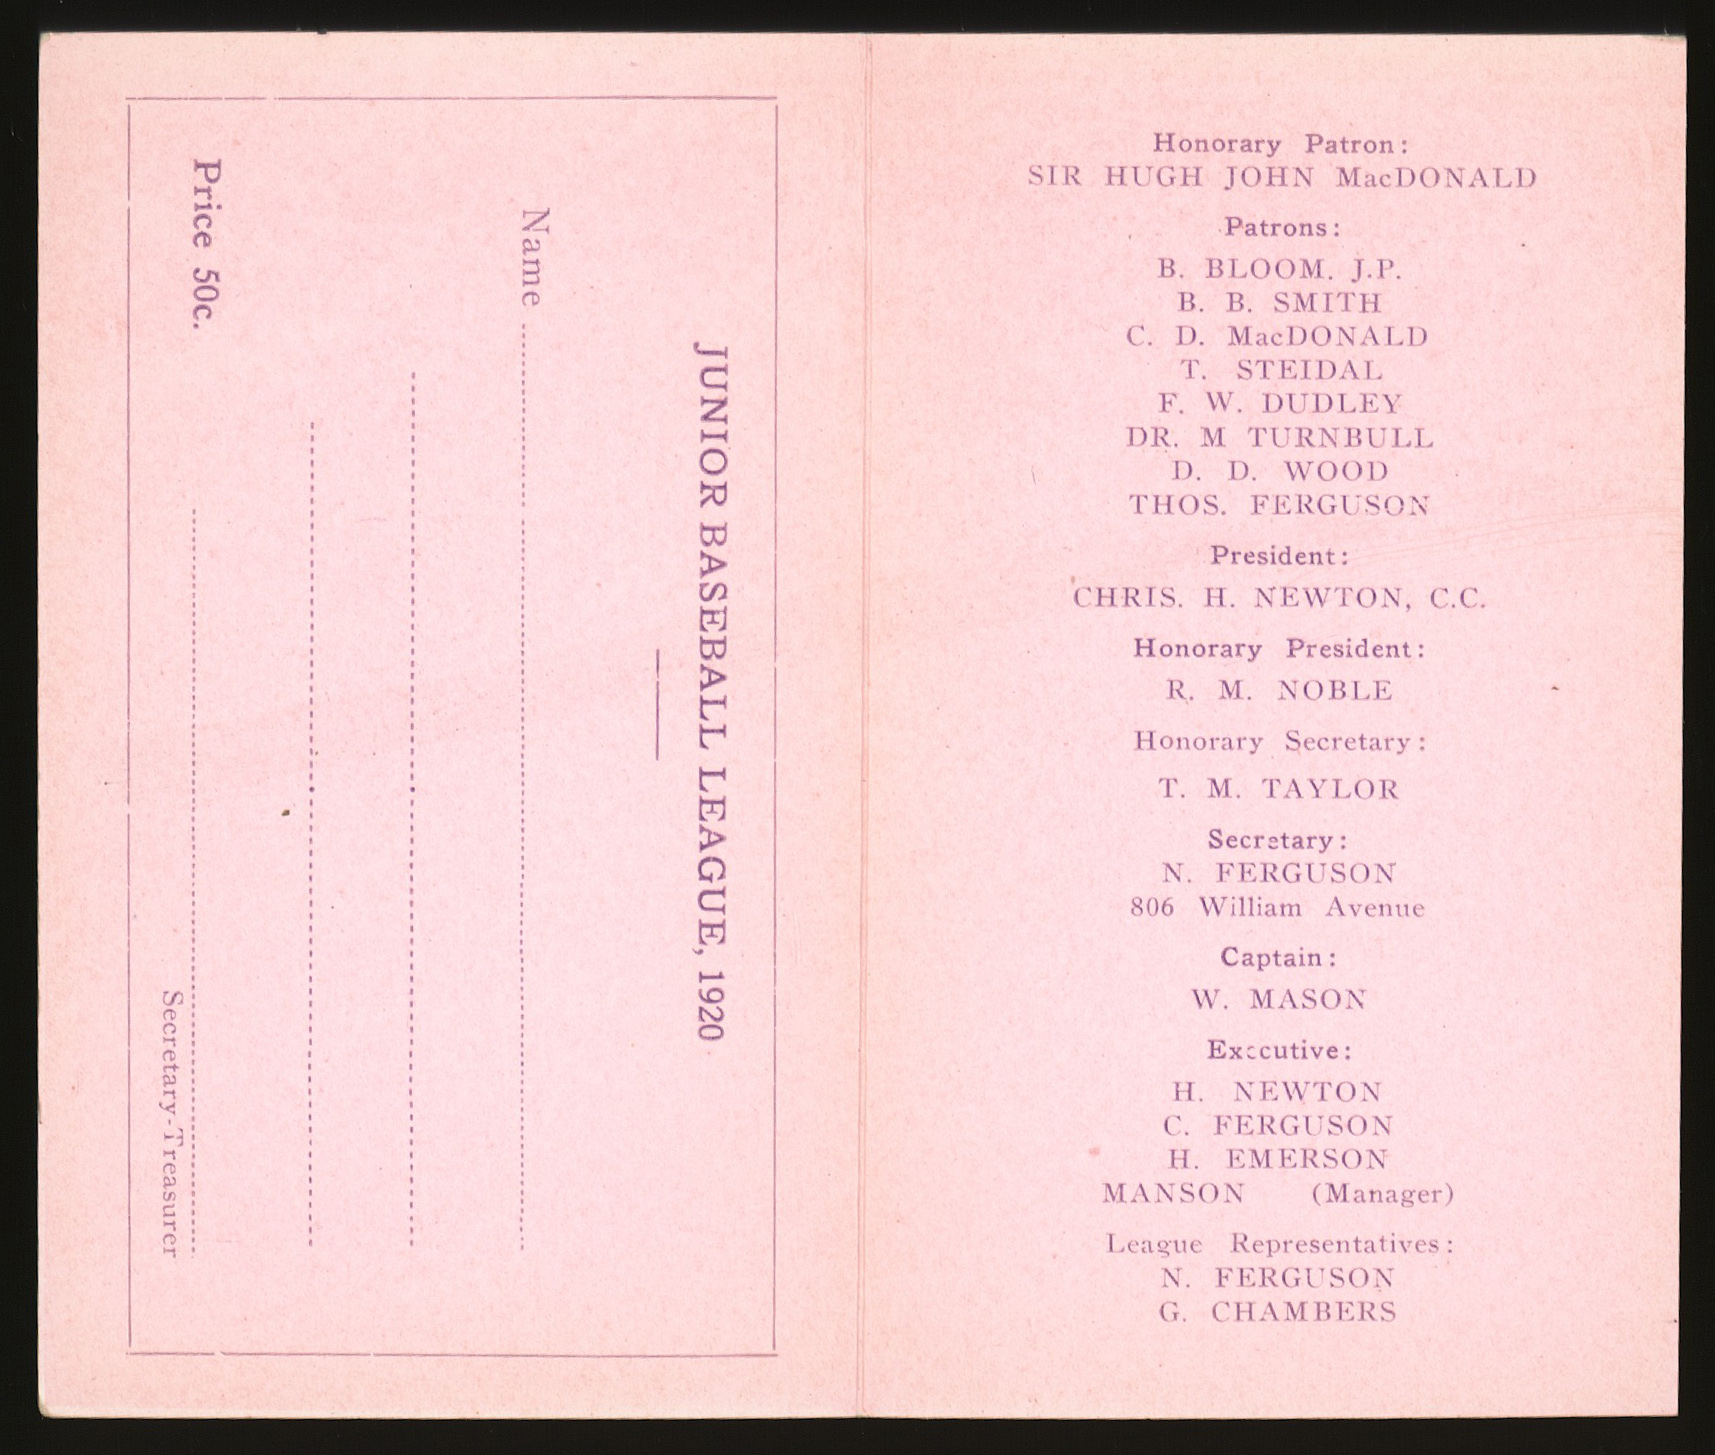 JUNIOR BASEBALL LEAGUE, 1920
Name
Price 50c.
Secretary-Treasurer
Honorary Patron:
SIR HUGH JOHN MacDONALD
Patrons:
B. BLOOM. J.P.
B. B. SMITH
C. D. MacDONALD
T. STEIDAL
F. W. DUDLEY
DR. M TURNBULL
D. D. WOOD
THOS. FERGUSON
President:
CHRIS. H. NEWTON, C.C.
Honorary President:
R. M. NOBLE
Honorary Secretary:
T. M. TAYLOR
Secretary:
N. FERGUSON
806 William Avenue
Captain:
W. MASON
Executive:
H. NEWTON
C. FERGUSON
H. EMERSON
MANSON (Manager)
League Representatives:
N. FERGUSON
G. CHAMBERS